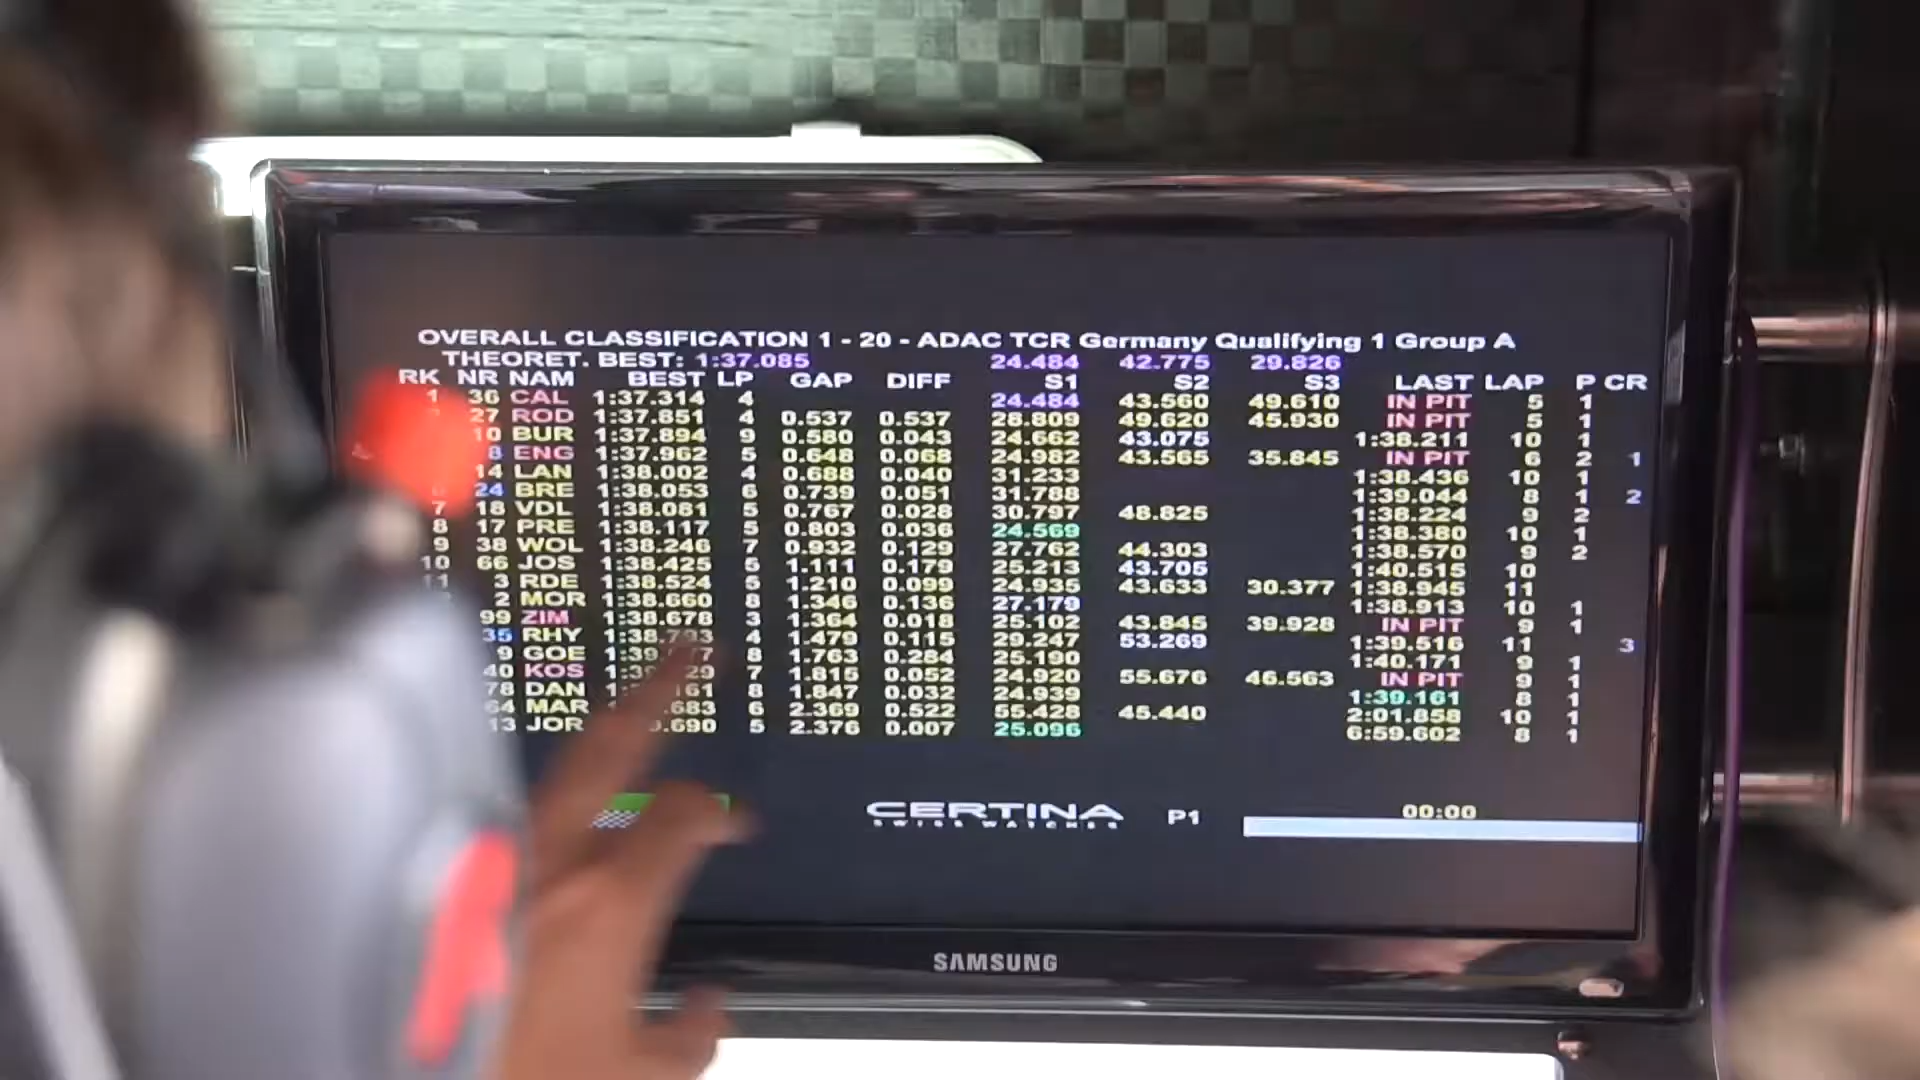 OVERALL CLASSIFICATION 1 - 20 - ADAC TCR Germany Qualifying 1 Group A
THEORET. BEST: 1:37.085 24.484 42.775 29.826
RK NR NAM BEST LP GAP DIFF S1 S2 S3 LAST LAP P CR
1 36 CAL 1:37.314 4 24.484 43.560 49.610 IN PIT 5 1
27 ROD 1:37.851 4 0.537 0.537 28.809 49.620 45.930 IN PIT 5 1
10 BUR 1:37.894 9 0.580 0.043 24.662 43.075 1:38.211 10 1
8 ENG 1:37.962 5 0.648 0.068 24.982 43.565 35.845 IN PIT 6 2 1
14 LAN 1:38.002 4 0.688 0.040 31.233 1:38.436 10 1
24 BRE 1:38.053 6 0.739 0.051 31.788 1:39.044 8 1 2
7 18 VDL 1:38.081 5 0.767 0.028 30.797 48.825 1:38.224 9 2
8 17 PRE 1:38.117 5 0.803 0.036 24.569 1:38.380 10 1
9 38 WOL 1:38.246 7 0.932 0.129 27.762 44.303 1:38.570 9 2
10 66 JOS 1:38.425 5 1.111 0.179 25.213 43.705 1:40.515 10
11 3 RDE 1:38.524 5 1.210 0.099 24.935 43.633 30.377 1:38.945 11
2 MOR 1:38.660 8 1.346 0.136 27.179 1:38.913 10 1
99 ZIM 1:38.678 3 1.364 0.018 25.102 43.845 39.928 IN PIT 9 1
35 RHY 1:38.793 4 1.479 0.115 29.247 53.269 1:39.516 11 3
9 GOE 8 1.763 0.284 25.190 1:40.171 9 1
40 KOS 7 1.815 0.052 24.920 55.676 46.563 IN PIT 9 1
78 DAN 8 1.847 0.032 24.939 1:39.161 8 1
64 MAR 6 2.369 0.522 55.428 45.440 2:01.858 10 1
13 JOR 5 2.376 0.007 25.096 6:59.602 8 1
CERTINA P1 00:00
SWISS WATCHES
SAMSUNG